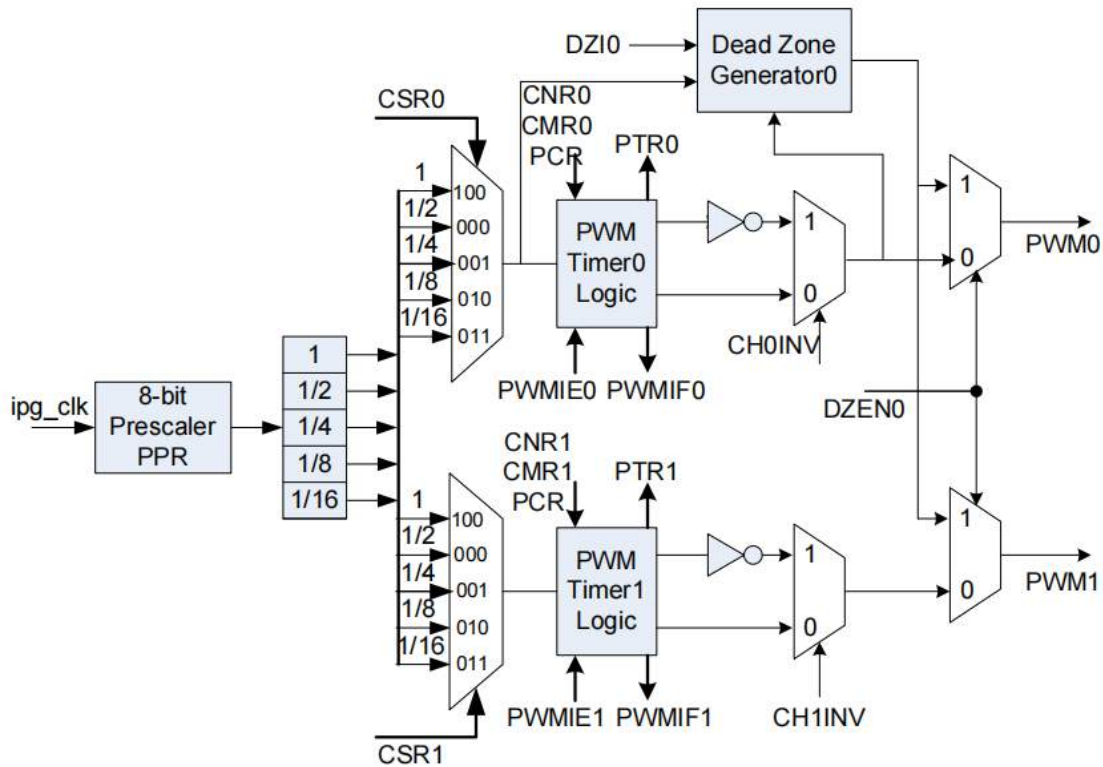 DZI0
Dead Zone
Generator0
CSR0
CNR0
CMR0
PCR
PTR0
1
1/2
1/4
1/8
1/16
100
000
001
010
011
PWM
Timer0
Logic
1
0
1
0
PWM0
CH0INV
PWMIE0
PWMIF0
DZEN0
ipg_clk
8-bit
Prescaler
PPR
1
1/2
1/4
1/8
1/16
CNR1
CMR1
PCR
PTR1
1
1/2
1/4
1/8
1/16
100
000
001
010
011
PWM
Timer1
Logic
1
0
1
0
PWM1
CH1INV
PWMIE1
PWMIF1
CSR1